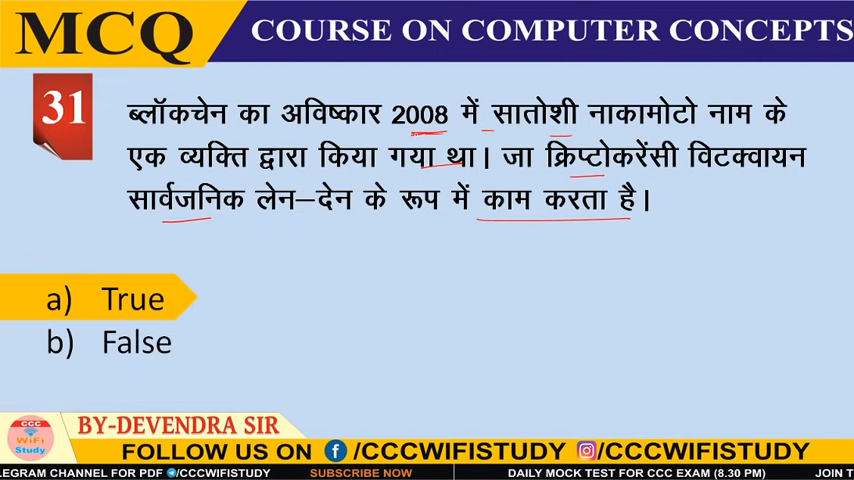 MCQ
COURSE ON COMPUTER CONCEPTS
31
ब्लॉकचेन का अविष्कार 2008 में सातोशी नाकामोटो नाम के
एक व्यक्ति द्वारा किया गया था। जा क्रिप्टोकरेंसी विटक्वायन
सार्वजनिक लेन–देन के रूप में काम करता है।
a) True
b) False
CCC
WiFi
Study
BY-DEVENDRA SIR
FOLLOW US ON /CCCWIFISTUDY /CCCWIFISTUDY
LEGRAM CHANNEL FOR PDF /CCCWIFISTUDY SUBSCRIBE NOW DAILY MOCK TEST FOR CCC EXAM (8.30 PM) JOIN T